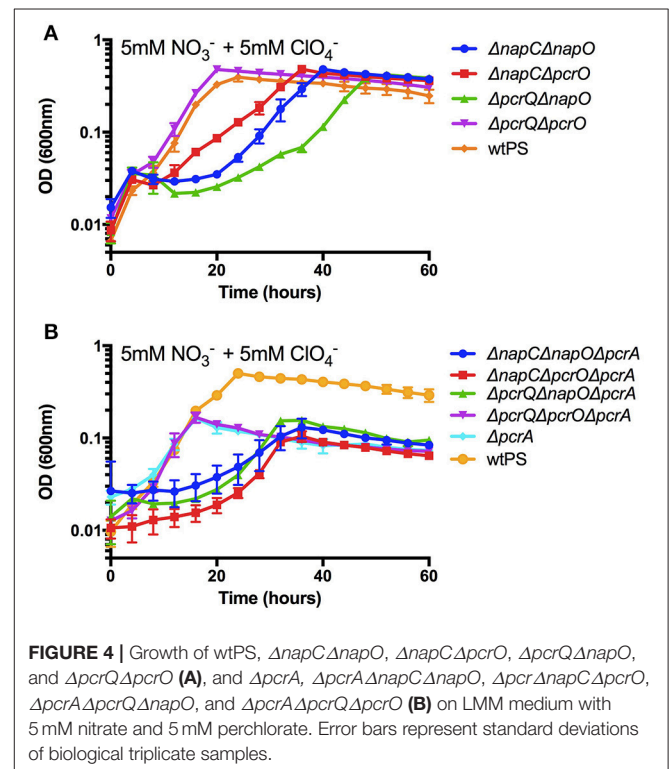 A
5mM NO3- + 5mM ClO4-
1
0.1
0.01
OD (600nm)
0
20
40
60
Time (hours)
ΔnapCΔnapO
ΔnapCΔpcrO
ΔpcrQΔnapO
ΔpcrQΔpcrO
wtPS
B
5mM NO3- + 5mM ClO4-
1
0.1
0.01
OD (600nm)
0
20
40
60
Time (hours)
ΔnapCΔnapOΔpcrA
ΔnapCΔpcrOΔpcrA
ΔpcrQΔnapOΔpcrA
ΔpcrQΔpcrOΔpcrA
ΔpcrA
wtPS
FIGURE 4 | Growth of wtPS, ΔnapCΔnapO, ΔnapCΔpcrO, ΔpcrQΔnapO,
and ΔpcrQΔpcrO (A), and ΔpcrA, ΔpcrAΔnapCΔnapO, ΔpcrΔnapCΔpcrO,
ΔpcrAΔpcrQΔnapO, and ΔpcrAΔpcrQΔpcrO (B) on LMM medium with
5 mM nitrate and 5 mM perchlorate. Error bars represent standard deviations
of biological triplicate samples.